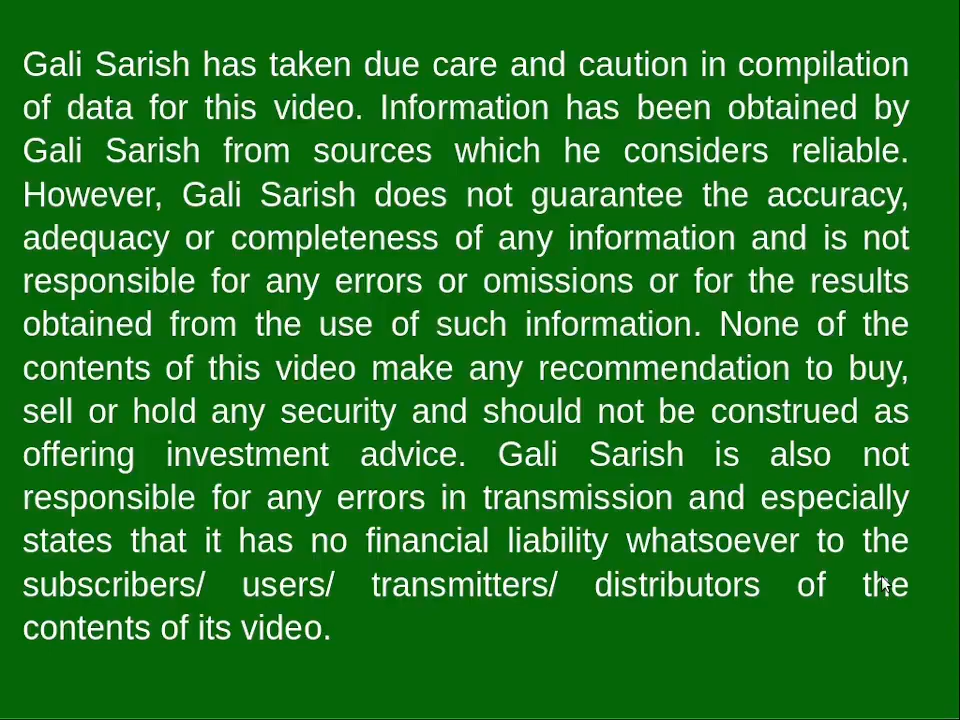 Gali Sarish has taken due care and caution in compilation
of data for this video. Information has been obtained by
Gali Sarish from sources which he considers reliable.
However, Gali Sarish does not guarantee the accuracy,
adequacy or completeness of any information and is not
responsible for any errors or omissions or for the results
obtained from the use of such information. None of the
contents of this video make any recommendation to buy,
sell or hold any security and should not be construed as
offering investment advice. Gali Sarish is also not
responsible for any errors in transmission and especially
states that it has no financial liability whatsoever to the
subscribers/ users/ transmitters/ distributors of the
contents of its video.